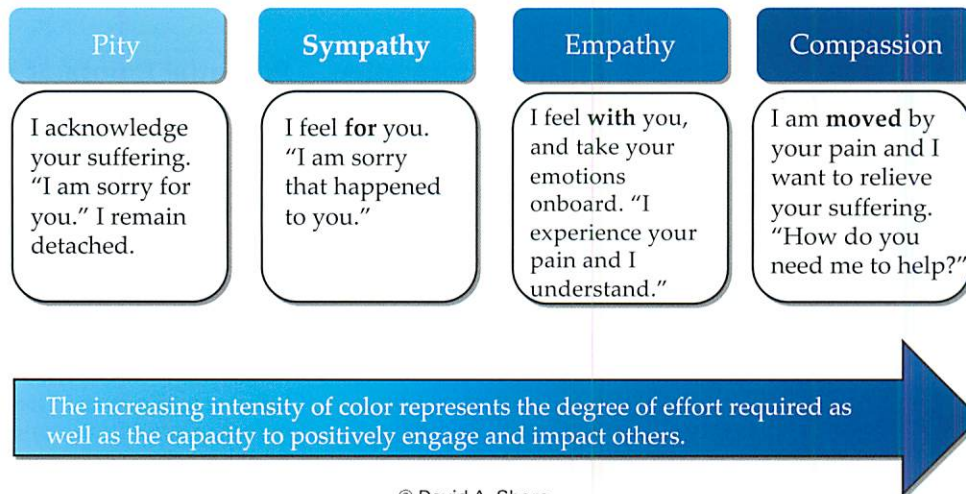 Pity
Sympathy
Empathy
Compassion
I acknowledge
your suffering.
“I am sorry for
you.” I remain
detached.
I feel for you.
“I am sorry
that happened
to you.”
I feel with you,
and take your
emotions
onboard. “I
experience your
pain and I
understand.”
I am moved by
your pain and I
want to relieve
your suffering.
“How do you
need me to help?”
The increasing intensity of color represents the degree of effort required as
well as the capacity to positively engage and impact others.